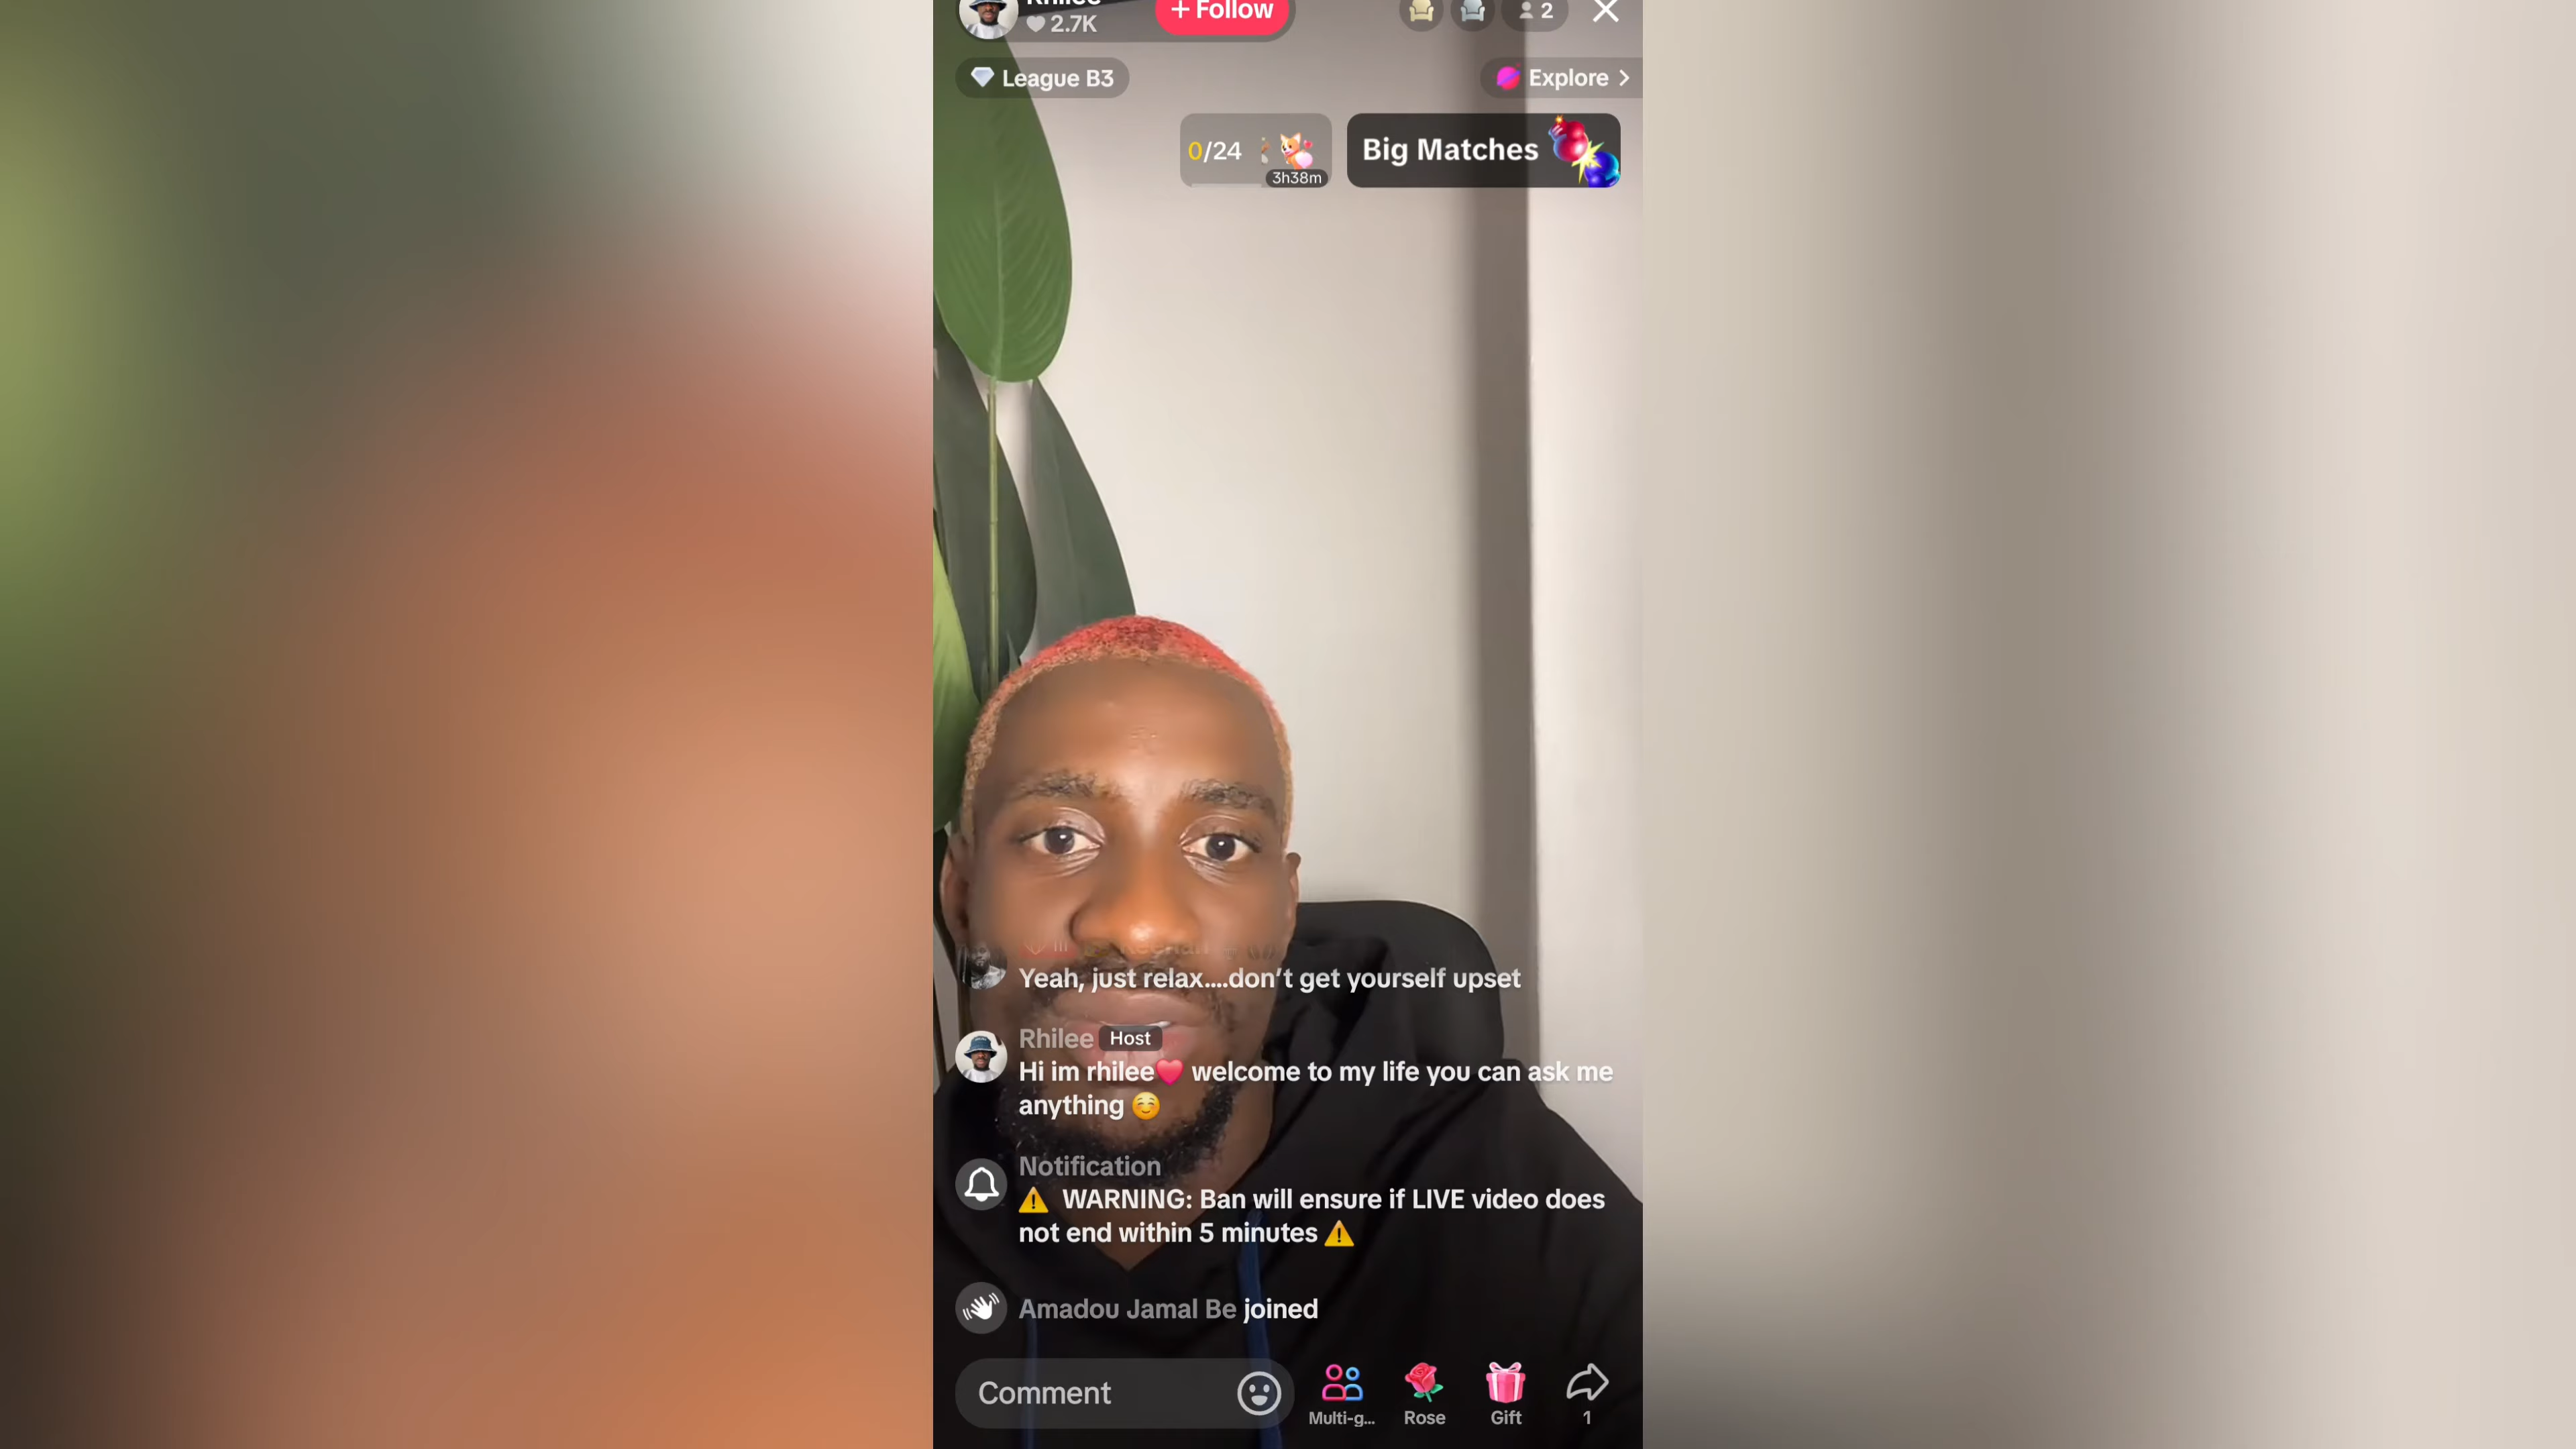 Rhilee
2.7K
+ Follow
2
League B3
Explore >
0/24
3h38m
Big Matches
Yeah, just relax....don't get yourself upset
Rhilee Host
Hi im rhilee❤️ welcome to my life you can ask me
anything ☺️
Notification
⚠️ WARNING: Ban will ensure if LIVE video does
not end within 5 minutes ⚠️
Amadou Jamal Be joined
Comment
Multi-g...
Rose
Gift
1